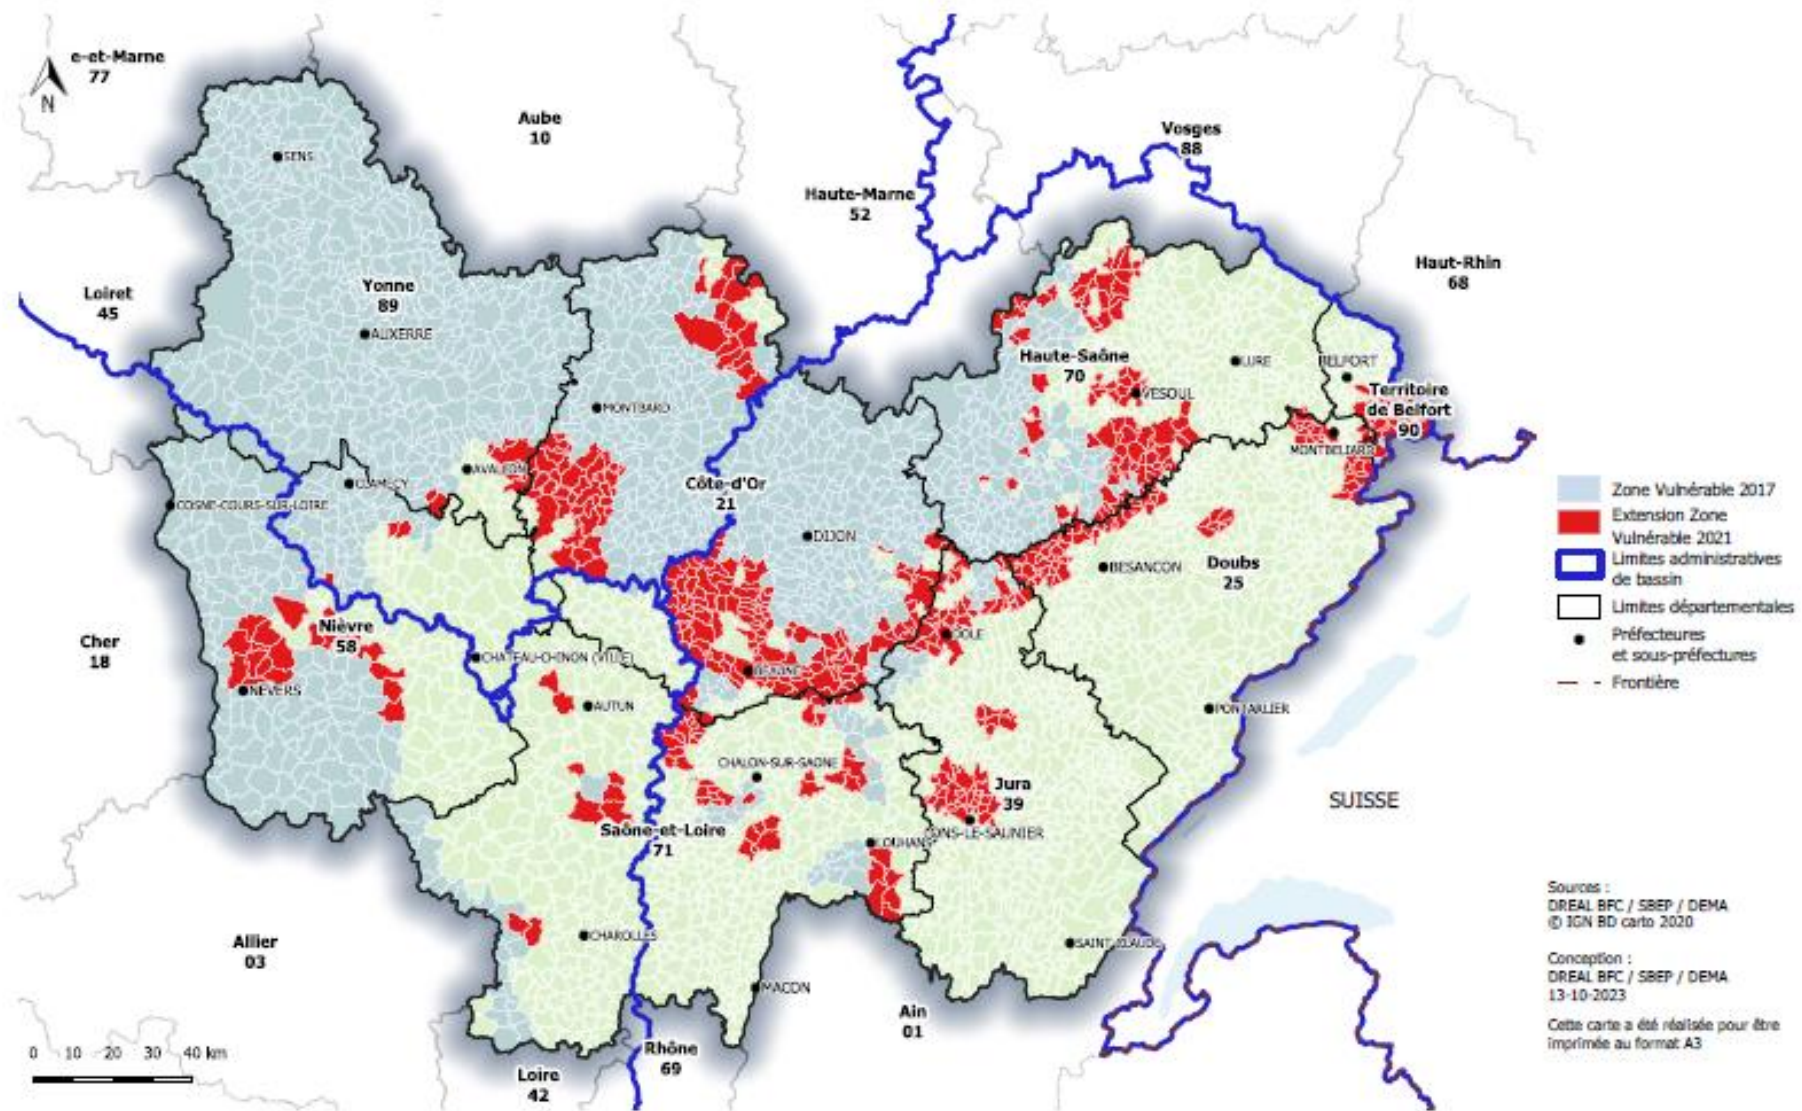 e-et-Marne
77
N
Aube
10
Vosges
88
Haute-Marne
52
Haut-Rhin
68
Loiret
45
SENS
Yonne
89
AUXERRE
MONTBARD
Haute-Saône
70
LURE
BELFORT
VESOUL
Territoire
de Belfort
90
MONTBELIARD
AVALLON
CLAMECY
COSNE-COURS-SUR-LOIRE
Côte-d'Or
21
DIJON
BESANCON
Doubs
25
Zone Vulnérable 2017
Extension Zone
Vulnérable 2021
Limites administratives
de bassin
Limites départementales
Préfecteures
et sous-préfectures
Frontière
Cher
18
Nièvre
58
CHATEAU-CHINON (VILLE)
DOLE
BEAUNE
NEVERS
AUTUN
PONTARLIER
CHALON-SUR-SAONE
Jura
39
SUISSE
Saône-et-Loire
71
LONS-LE-SAUNIER
LOUHANS
Allier
03
CHAROLLES
SAINT-CLAUDE
MACON
Ain
01
Rhône
69
Loire
42
0 10 20 30 40 km
Sources :
DREAL BFC / SBEP / DEMA
© IGN BD carto 2020
Conception :
DREAL BFC / SBEP / DEMA
13-10-2023
Cette carte a été réalisée pour être
imprimée au format A3